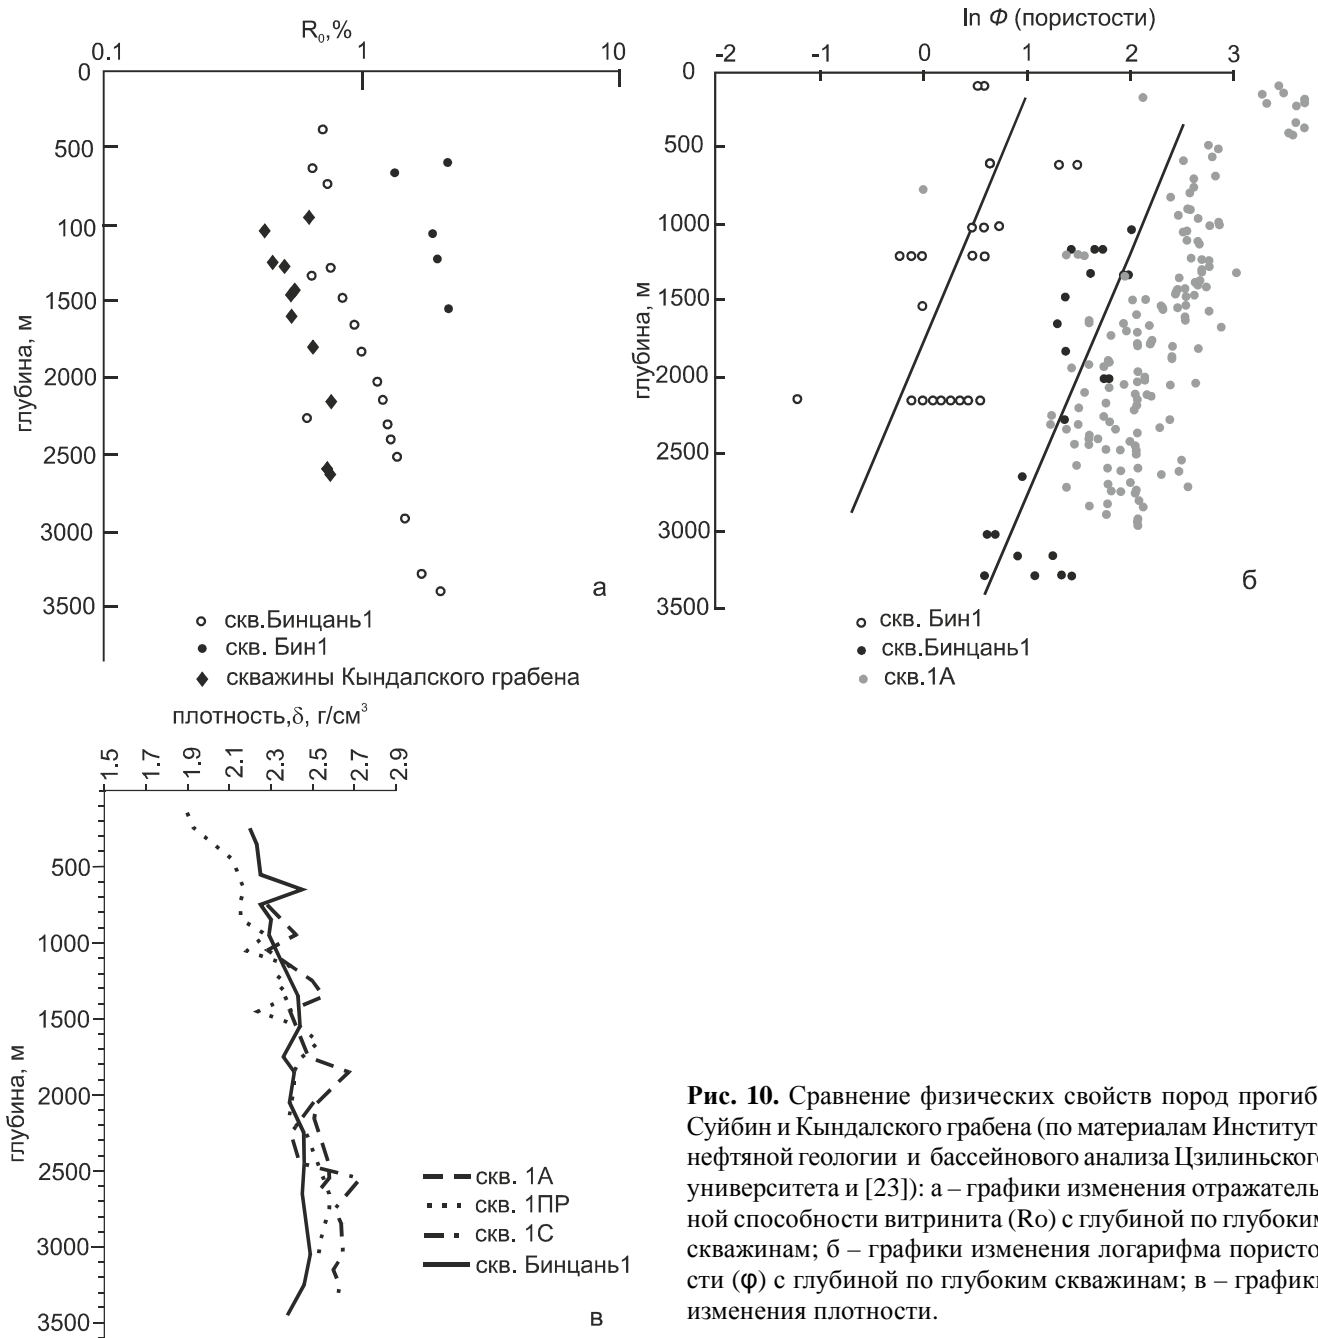 R₀,%
0.1 1 10
0
500
100
1500
2000
2500
3000
3500
глубина, м
а
скв.Бинцань1
скв. Бин1
скважины Кындалского грабена
ln Ф (пористости)
-2 -1 0 1 2 3
0
500
1000
1500
2000
2500
3000
3500
глубина, м
б
скв. Бин1
скв.Бинцань1
скв.1А
плотность,δ, г/см³
1.5 1.7 1.9 2.1 2.3 2.5 2.7 2.9
500
1000
1500
2000
2500
3000
3500
глубина, м
скв. 1А
скв. 1ПР
скв. 1С
скв. Бинцань1
в
Рис. 10. Сравнение физических свойств пород прогиб
Суйбин и Кындалского грабена (по материалам Институт
нефтяной геологии и бассейнового анализа Цзилиньского
университета и [23]): а – графики изменения отражатель
ной способности витринита (Ro) с глубиной по глубоким
скважинам; б – графики изменения логарифма пористо
сти (φ) с глубиной по глубоким скважинам; в – графики
изменения плотности.